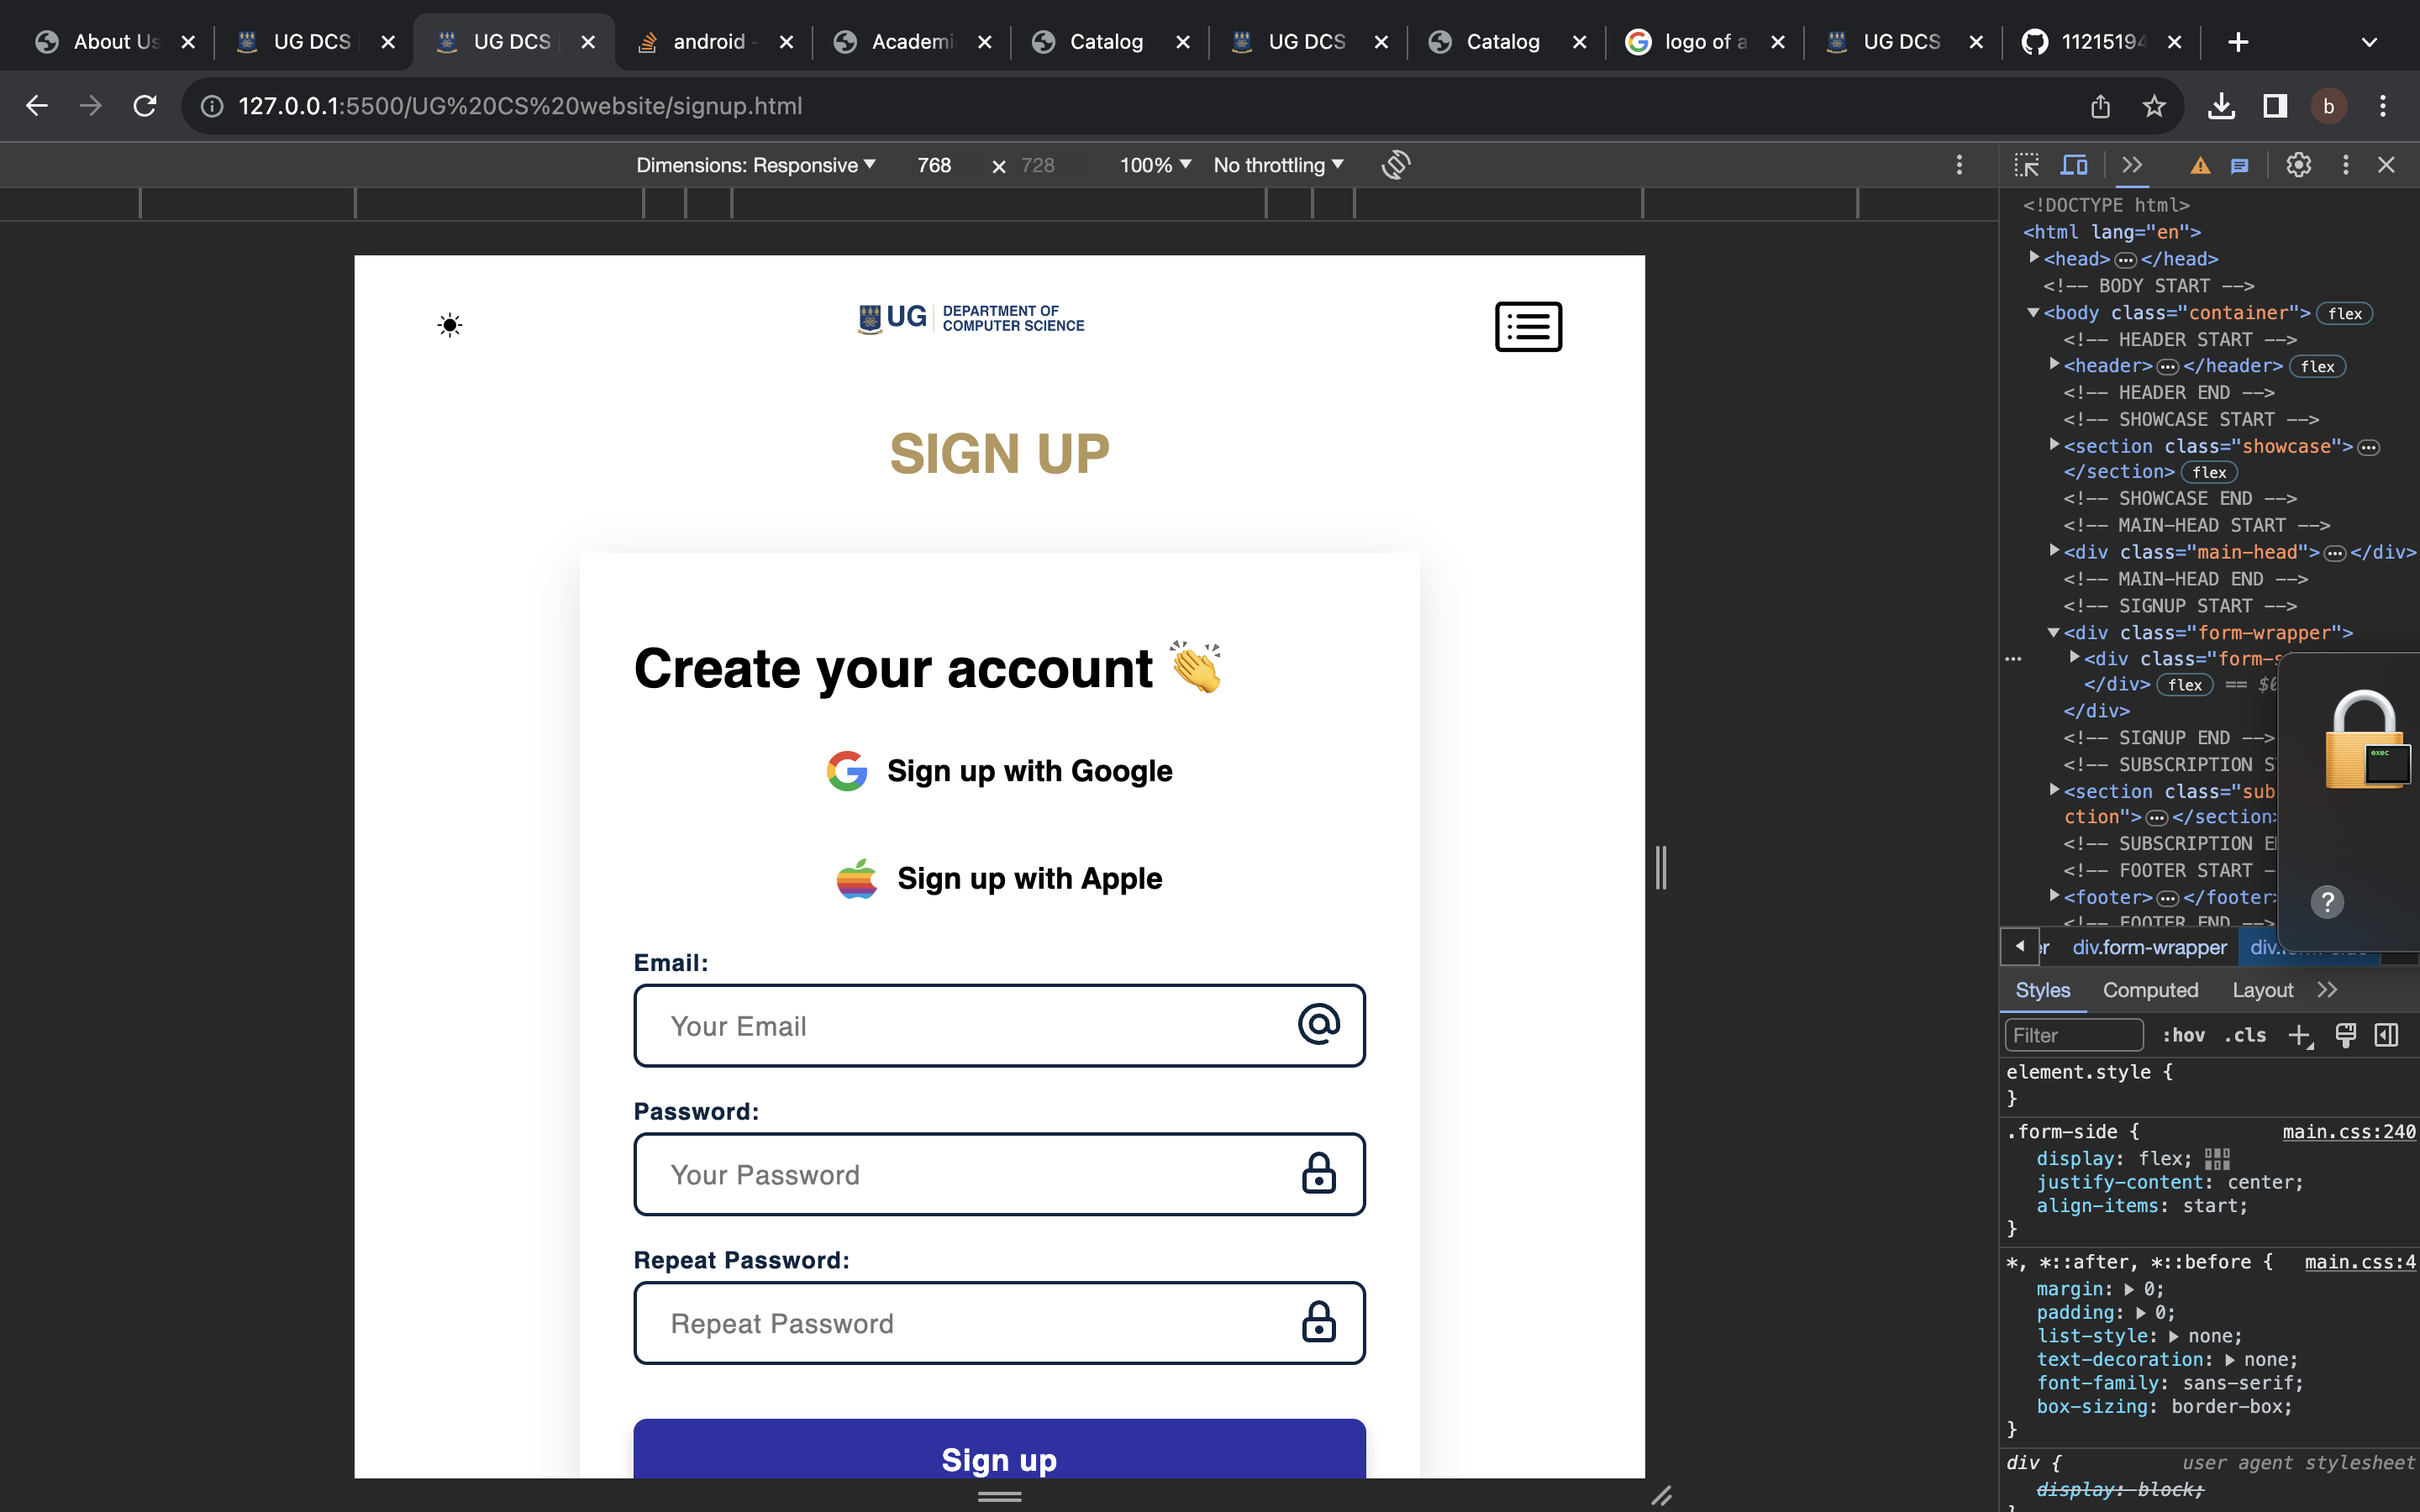 About Us
UG DCS
UG DCS
android -
Academi
Catalog
UG DCS
Catalog
logo of a
UG DCS
11215194
127.0.0.1:5500/UG%20CS%20website/signup.html
b
Dimensions: Responsive
768
×
728
100%
No throttling
UG
DEPARTMENT OF
COMPUTER SCIENCE
SIGN UP
Create your account 👏
Sign up with Google
Sign up with Apple
Email:
Your Email
Password:
Your Password
Repeat Password:
Repeat Password
Sign up
<!DOCTYPE html>
<html lang="en">
<head>…</head>
<!-- BODY START -->
<body class="container"> flex
<!-- HEADER START -->
<header>…</header> flex
<!-- HEADER END -->
<!-- SHOWCASE START -->
<section class="showcase">…
</section> flex
<!-- SHOWCASE END -->
<!-- MAIN-HEAD START -->
<div class="main-head">…</div>
<!-- MAIN-HEAD END -->
<!-- SIGNUP START -->
<div class="form-wrapper">
<div class="form-s
</div> flex == $0
</div>
<!-- SIGNUP END -->
<!-- SUBSCRIPTION S
<section class="sub
ction">…</section>
<!-- SUBSCRIPTION E
<!-- FOOTER START -
<footer>…</footer>
<!-- FOOTER END -->
exec
?
er
div.form-wrapper
Styles
Computed
Layout
Filter
:hov
.cls
element.style {
}
.form-side {
main.css:240
display: flex;
justify-content: center;
align-items: start;
}
*, *::after, *::before {
main.css:4
margin: 0;
padding: 0;
list-style: none;
text-decoration: none;
font-family: sans-serif;
box-sizing: border-box;
}
div {
user agent stylesheet
display: block;